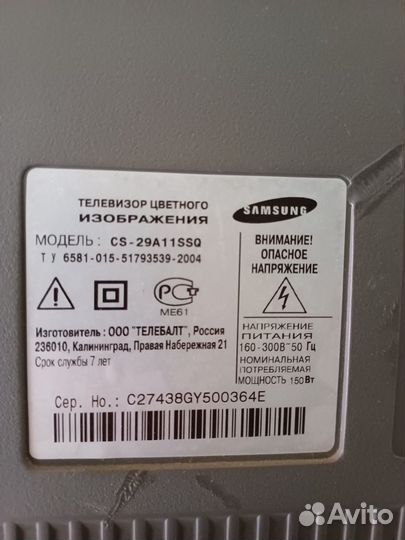 ТЕЛЕВИЗОР ЦВЕТНОГО
ИЗОБРАЖЕНИЯ
SAMSUNG
МОДЕЛЬ: CS-29A11SSQ
Т У 6581-015-51793539-2004
ВНИМАНИЕ!
ОПАСНОЕ
НАПРЯЖЕНИЕ
РС
МЕ61
Изготовитель: ООО "ТЕЛЕБАЛТ", Россия
236010, Калининград, Правая Набережная 21
Срок службы 7 лет
НАПРЯЖЕНИЕ
ПИТАНИЯ
160-300В~50 Гц
НОМИНАЛЬНАЯ
ПОТРЕБЛЯЕМАЯ
МОЩНОСТЬ 150Вт
Сер. Но.: C27438GY500364E
Avito